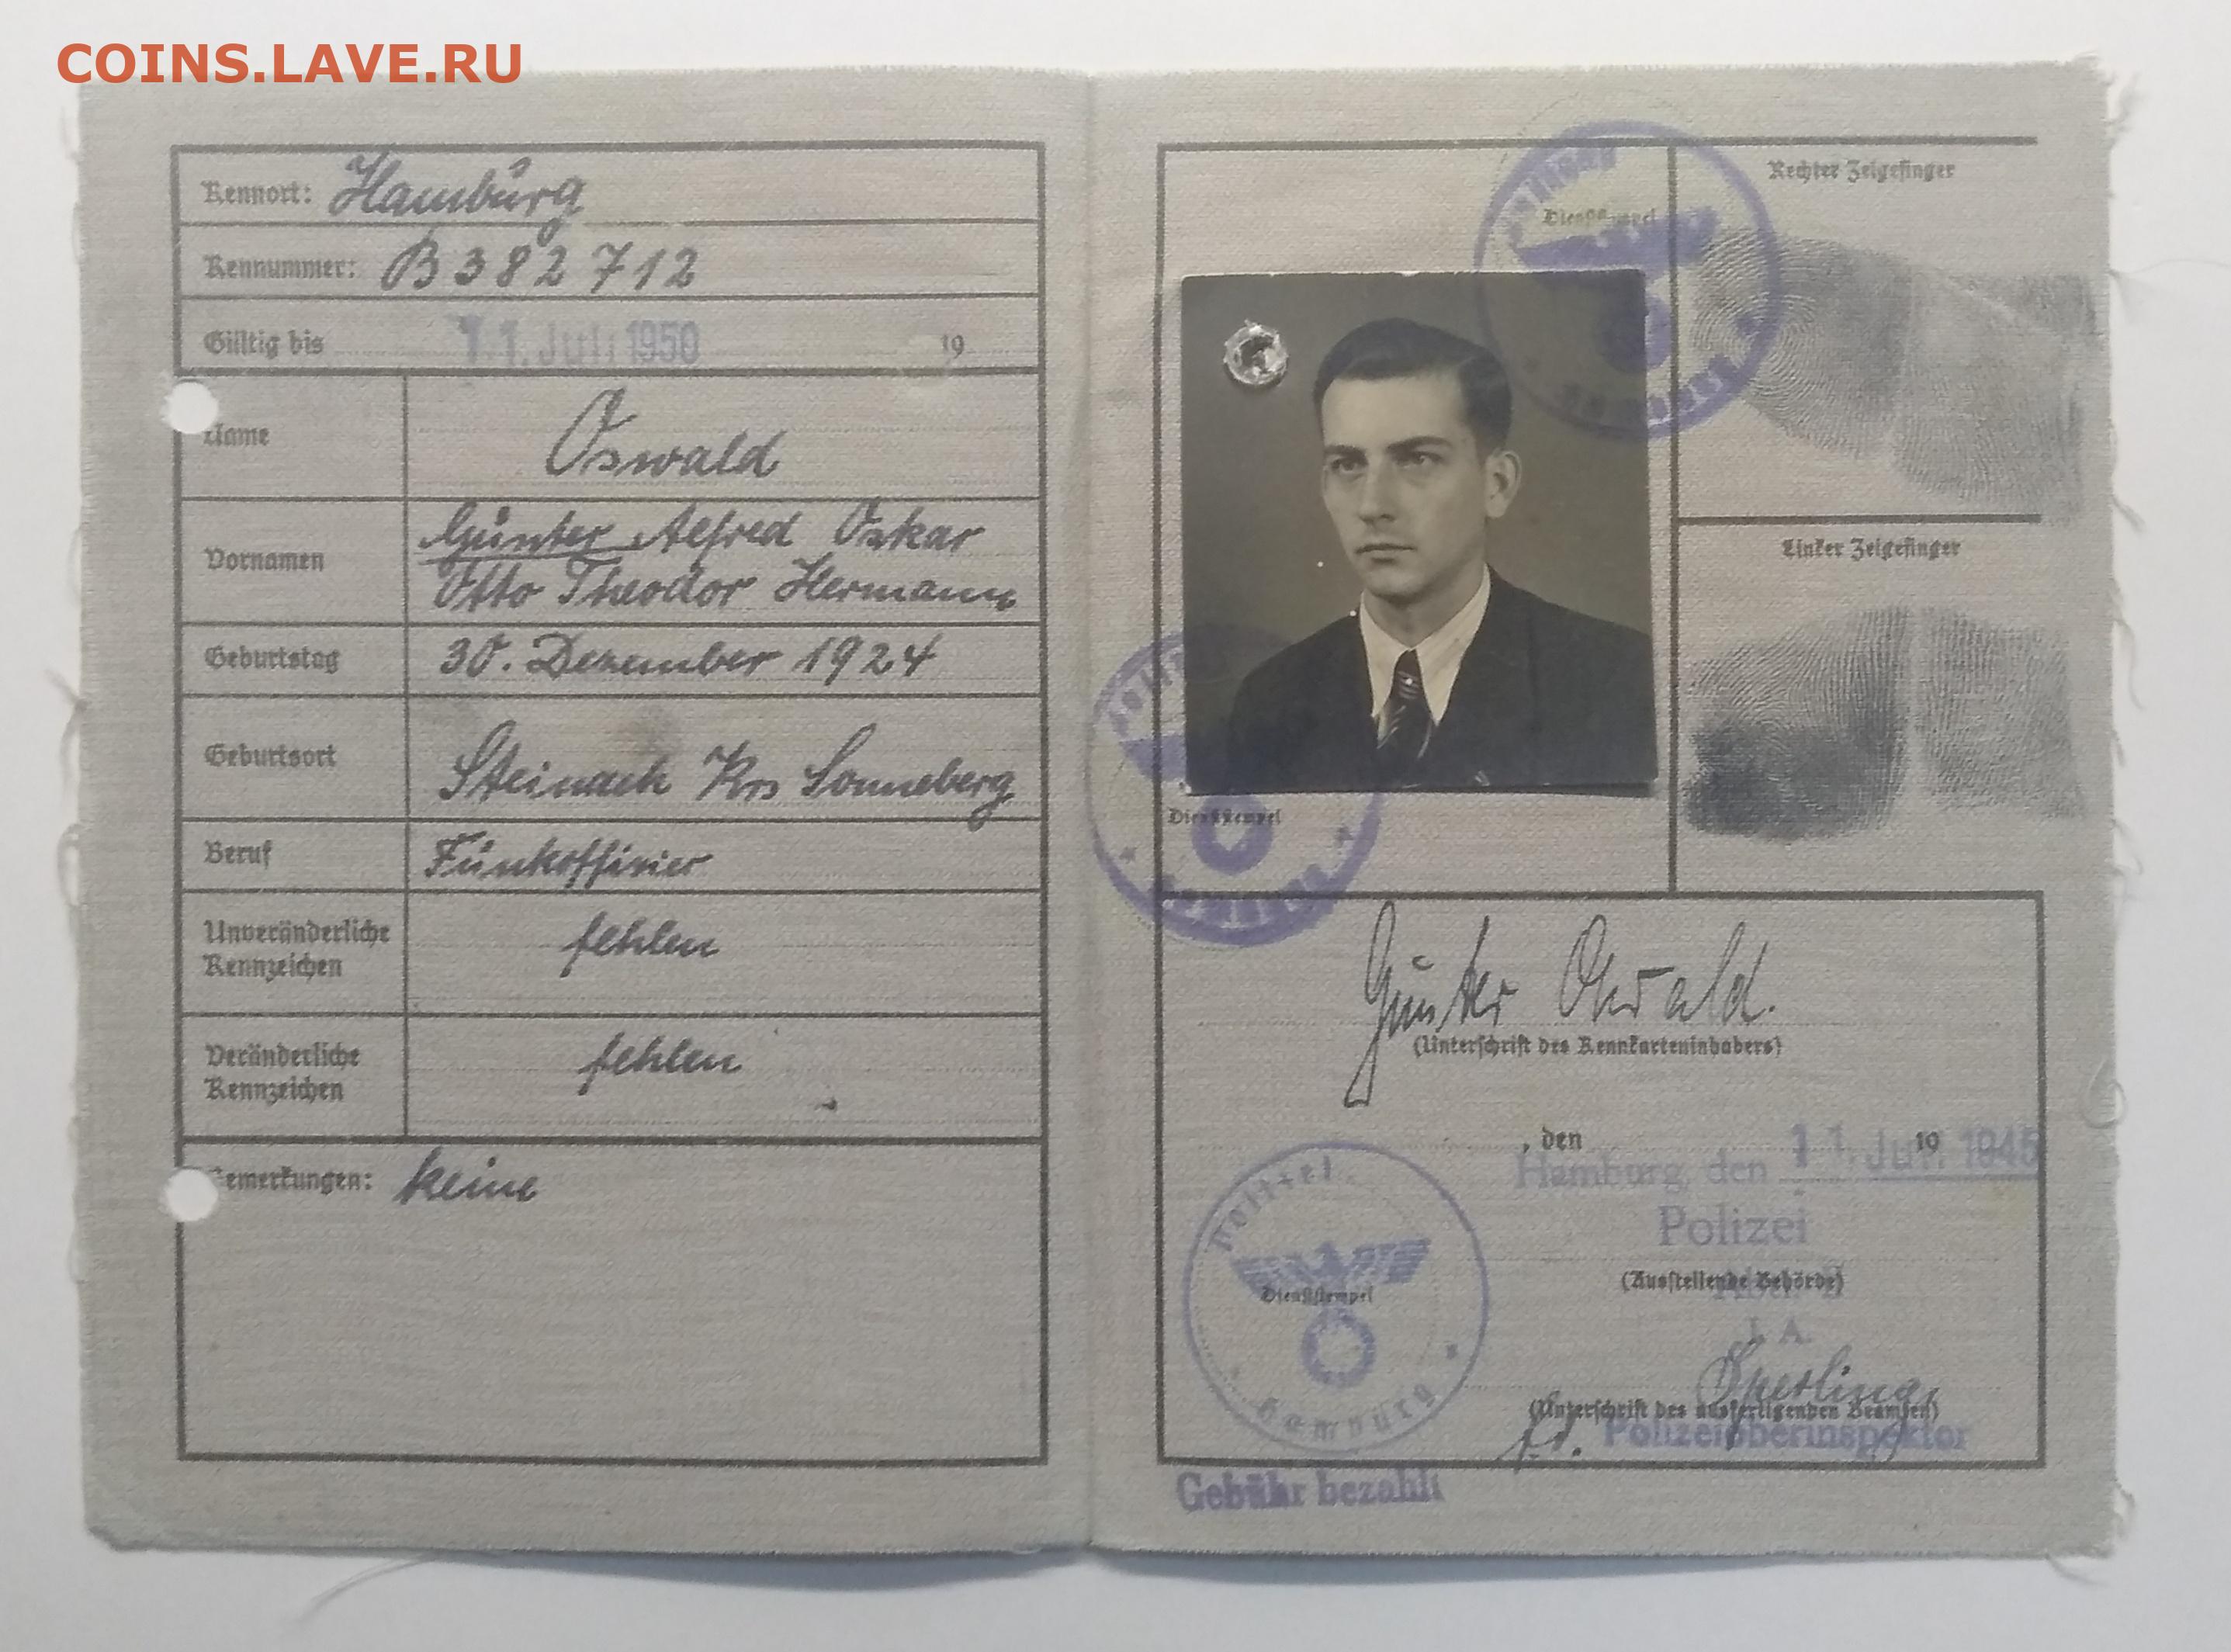 COINS.LAVE.RU
Kennort: Hamburg
Kennummer: B 382712
Gültig bis 11. Juli 1950 19
Name Oswald
Vornamen Günter Alfred Oskar
Otto Theodor Hermann
Geburtstag 30. Dezember 1924
Geburtsort Steinach Krs Sonneberg
Beruf Funkoffizier
Unveränderliche
Kennzeichen fehlen
Veränderliche
Kennzeichen fehlen
Bemerkungen: keine
Dienststempel
Rechter Zeigefinger
Linker Zeigefinger
Dienststempel
Günter Oswald.
(Unterschrift des Kennkarteninhabers)
, den 19
Hamburg, den 11. Juli 1945
Polizei
(Ausstellende Behörde)
I. A.
Sperling
(Unterschrift des ausfertigenden Beamten)
Polizeioberinspektor
Dienststempel
Hamburg
Gebühr bezahlt